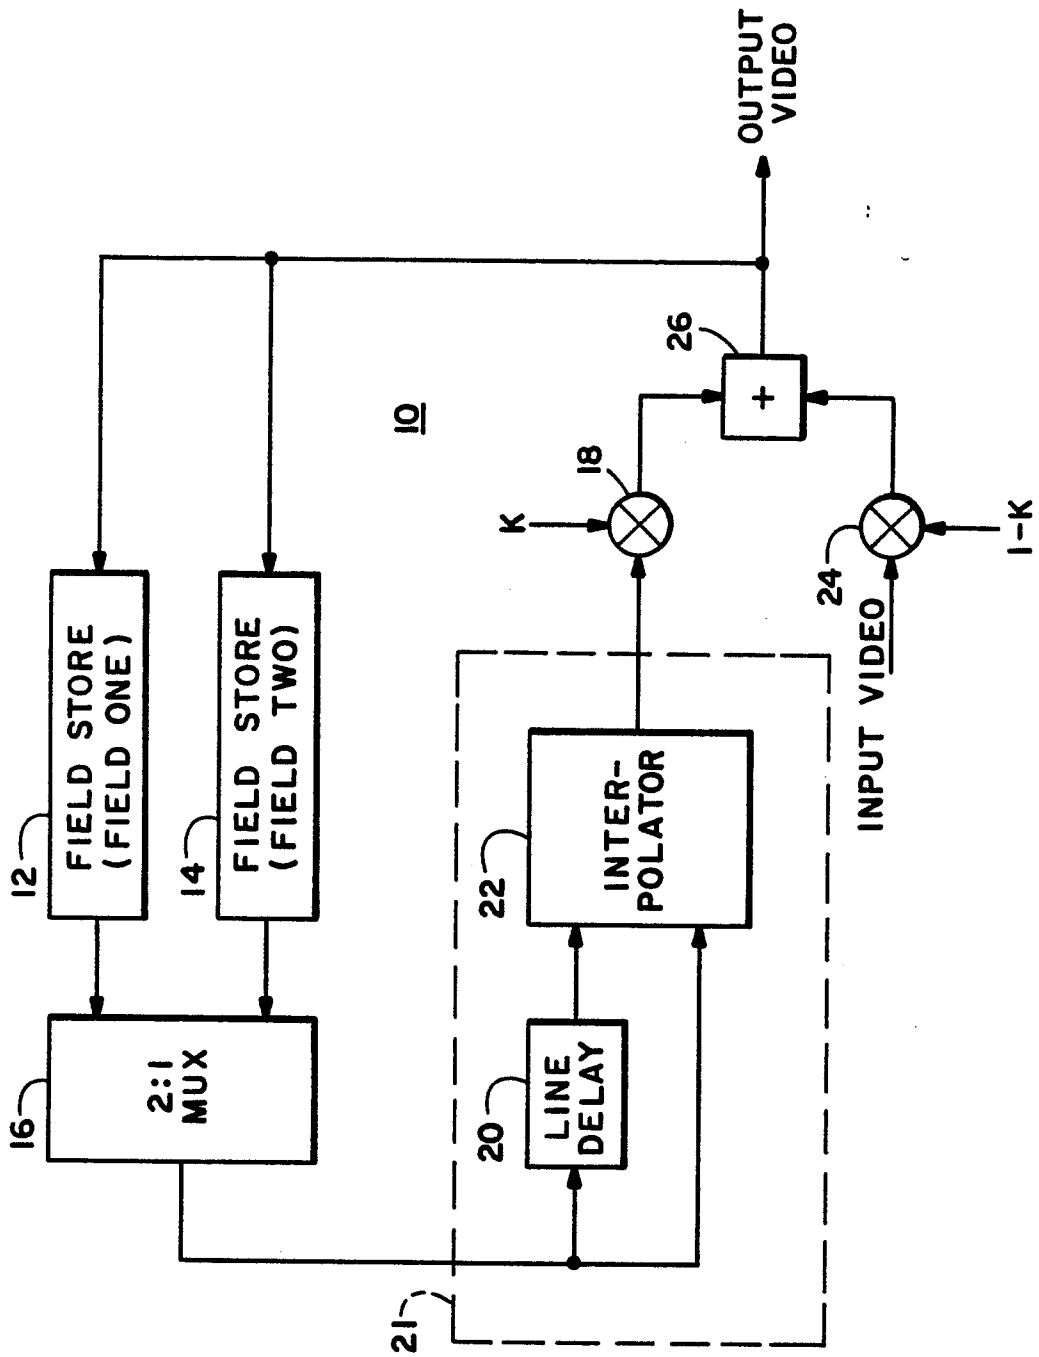 12
FIELD STORE
(FIELD ONE)
14
FIELD STORE
(FIELD TWO)
16
2:1
MUX
10
OUTPUT
VIDEO
21
20
LINE
DELAY
22
INTER-
POLATOR
K
18
26
+
24
INPUT VIDEO
1-K